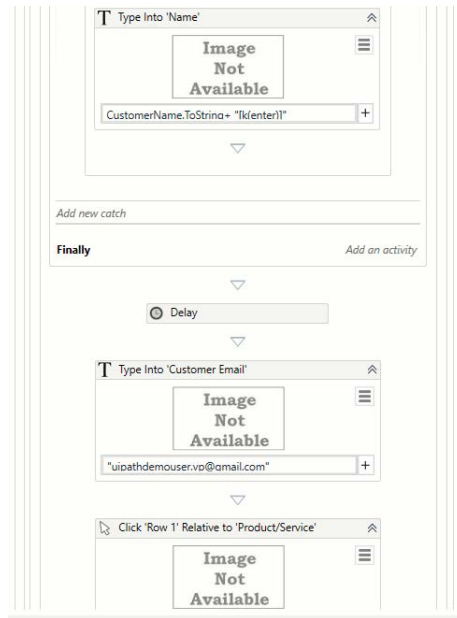 Type Into 'Name'
Image
Not
Available
CustomerName.ToString+ "[k(enter)]"
+
Add new catch
Finally
Add an activity
Delay
Type Into 'Customer Email'
Image
Not
Available
"uipathdemouser.vp@gmail.com"
+
Click 'Row 1' Relative to 'Product/Service'
Image
Not
Available